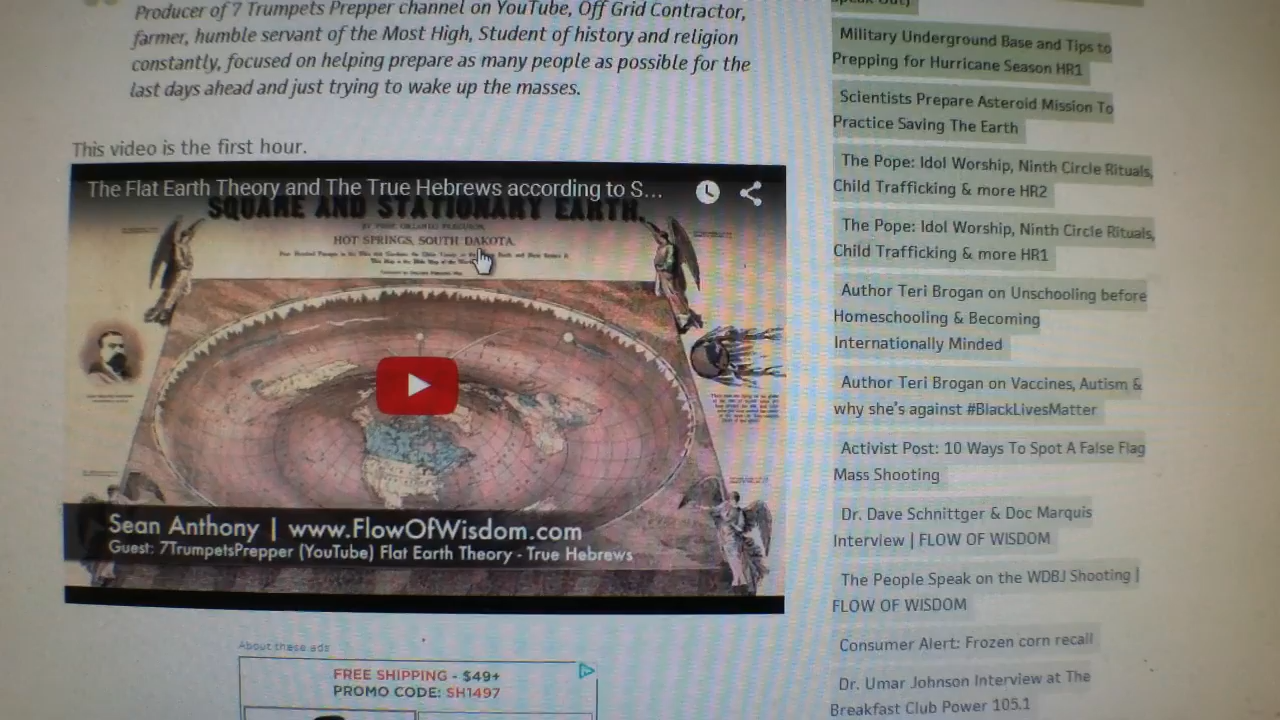 Producer of 7 Trumpets Prepper channel on YouTube, Off Grid Contractor,
farmer, humble servant of the Most High, Student of history and religion
constantly, focused on helping prepare as many people as possible for the
last days ahead and just trying to wake up the masses.
This video is the first hour.
The Flat Earth Theory and The True Hebrews according to S...
SQUARE AND STATIONARY EARTH.
HOT SPRINGS, SOUTH DAKOTA.
Sean Anthony | www.FlowOfWisdom.com
Guest: 7TrumpetsPrepper (YouTube) Flat Earth Theory - True Hebrews
About these ads
FREE SHIPPING - $49+
PROMO CODE: SH1497
Speak Out)
Military Underground Base and Tips to
Prepping for Hurricane Season HR1
Scientists Prepare Asteroid Mission To
Practice Saving The Earth
The Pope: Idol Worship, Ninth Circle Rituals,
Child Trafficking & more HR2
The Pope: Idol Worship, Ninth Circle Rituals,
Child Trafficking & more HR1
Author Teri Brogan on Unschooling before
Homeschooling & Becoming
Internationally Minded
Author Teri Brogan on Vaccines, Autism &
why she's against #BlackLivesMatter
Activist Post: 10 Ways To Spot A False Flag
Mass Shooting
Dr. Dave Schnittger & Doc Marquis
Interview | FLOW OF WISDOM
The People Speak on the WDBJ Shooting |
FLOW OF WISDOM
Consumer Alert: Frozen corn recall
Dr. Umar Johnson Interview at The
Breakfast Club Power 105.1